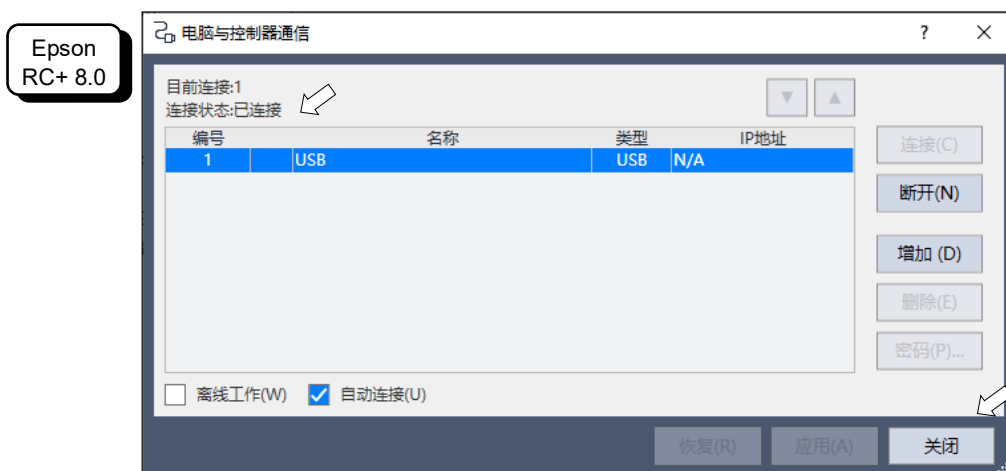 Epson
RC+ 8.0
电脑与控制器通信
?
目前连接:1
连接状态:已连接
编号 名称 类型 IP地址
1 USB USB N/A
连接(C)
断开(N)
增加 (D)
删除(E)
密码(P)...
离线工作(W) 自动连接(U)
恢复(R) 应用(A) 关闭